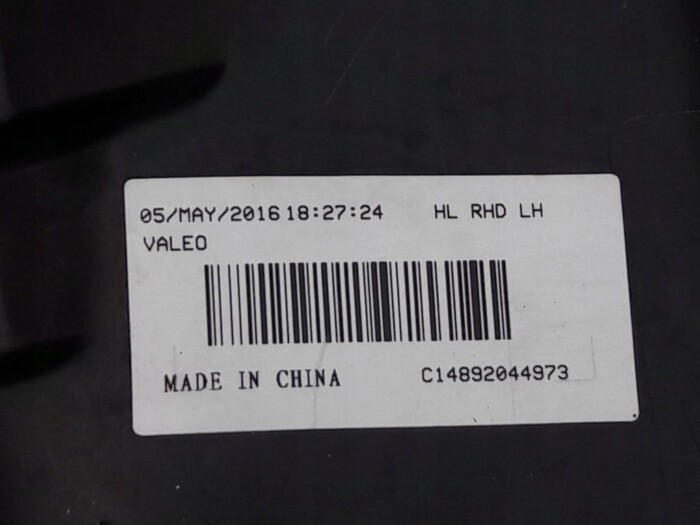 05/MAY/2016 18:27:24 HL RHD LH
VALEO
MADE IN CHINA C14892044973